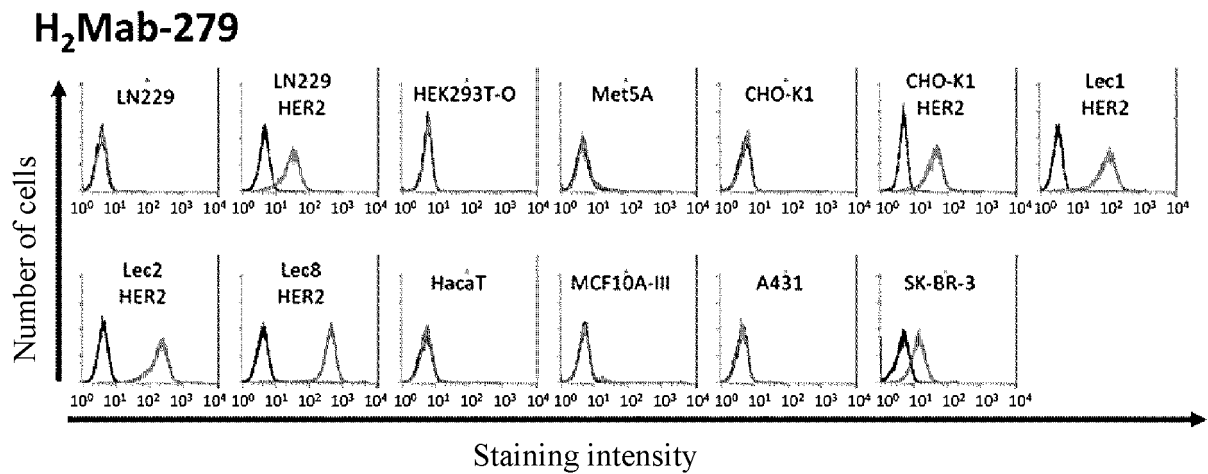 H₂Mab-279
LN229
LN229
HER2
HEK293T-O
Met5A
CHO-K1
CHO-K1
HER2
Lec1
HER2
10⁰ 10¹ 10² 10³ 10⁴
10⁰ 10¹ 10² 10³ 10⁴
10⁰ 10¹ 10² 10³ 10⁴
10⁰ 10¹ 10² 10³ 10⁴
10⁰ 10¹ 10² 10³ 10⁴
10⁰ 10¹ 10² 10³ 10⁴
10⁰ 10¹ 10² 10³ 10⁴
Number of cells
Lec2
HER2
Lec8
HER2
HacaT
MCF10A-III
A431
SK-BR-3
10⁰ 10¹ 10² 10³ 10⁴
10⁰ 10¹ 10² 10³ 10⁴
10⁰ 10¹ 10² 10³ 10⁴
10⁰ 10¹ 10² 10³ 10⁴
10⁰ 10¹ 10² 10³ 10⁴
10⁰ 10¹ 10² 10³ 10⁴
Staining intensity